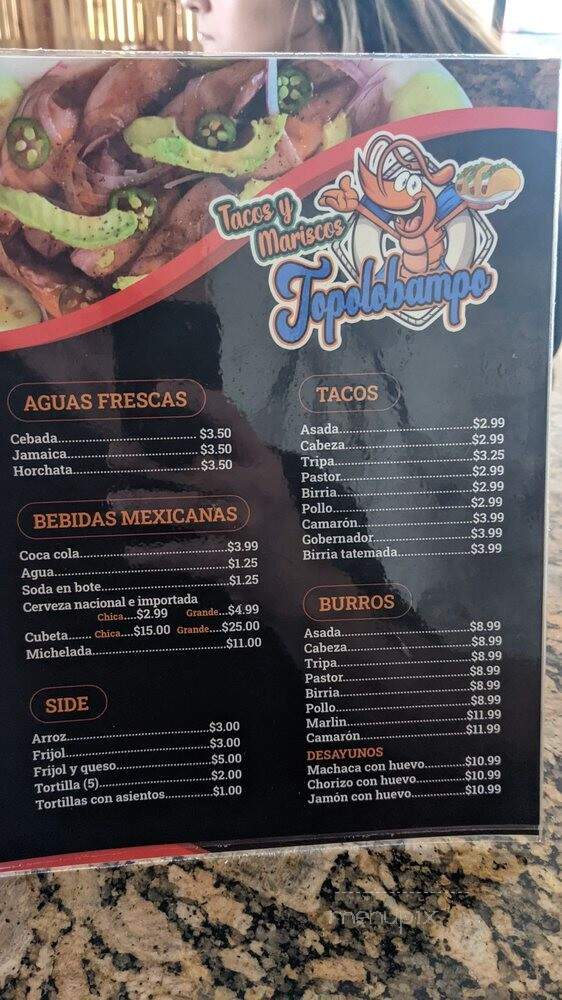 Tacos y
Mariscos
Topolobampo
AGUAS FRESCAS
Cebada........ $3.50
Jamaica........ $3.50
Horchata........ $3.50
BEBIDAS MEXICANAS
Coca cola........ $3.99
Agua........ $1.25
Soda en bote........ $1.25
Cerveza nacional e importada
Chica....$2.99 Grande...$4.99
Cubeta....... Chica....$15.00 Grande....$25.00
Michelada........ $11.00
SIDE
Arroz........ $3.00
Frijol........ $3.00
Frijol y queso........ $5.00
Tortilla (5)........ $2.00
Tortillas con asientos........ $1.00
TACOS
Asada........ $2.99
Cabeza........ $2.99
Tripa........ $3.25
Pastor........ $2.99
Birria........ $2.99
Pollo........ $2.99
Camarón........ $3.99
Gobernador........ $3.99
Birria tatemada........ $3.99
BURROS
Asada........ $8.99
Cabeza........ $8.99
Tripa........ $8.99
Pastor........ $8.99
Birria........ $8.99
Pollo........ $8.99
Marlin........ $11.99
Camarón........ $11.99
DESAYUNOS
Machaca con huevo........ $10.99
Chorizo con huevo........ $10.99
Jamón con huevo........ $10.99
menupix